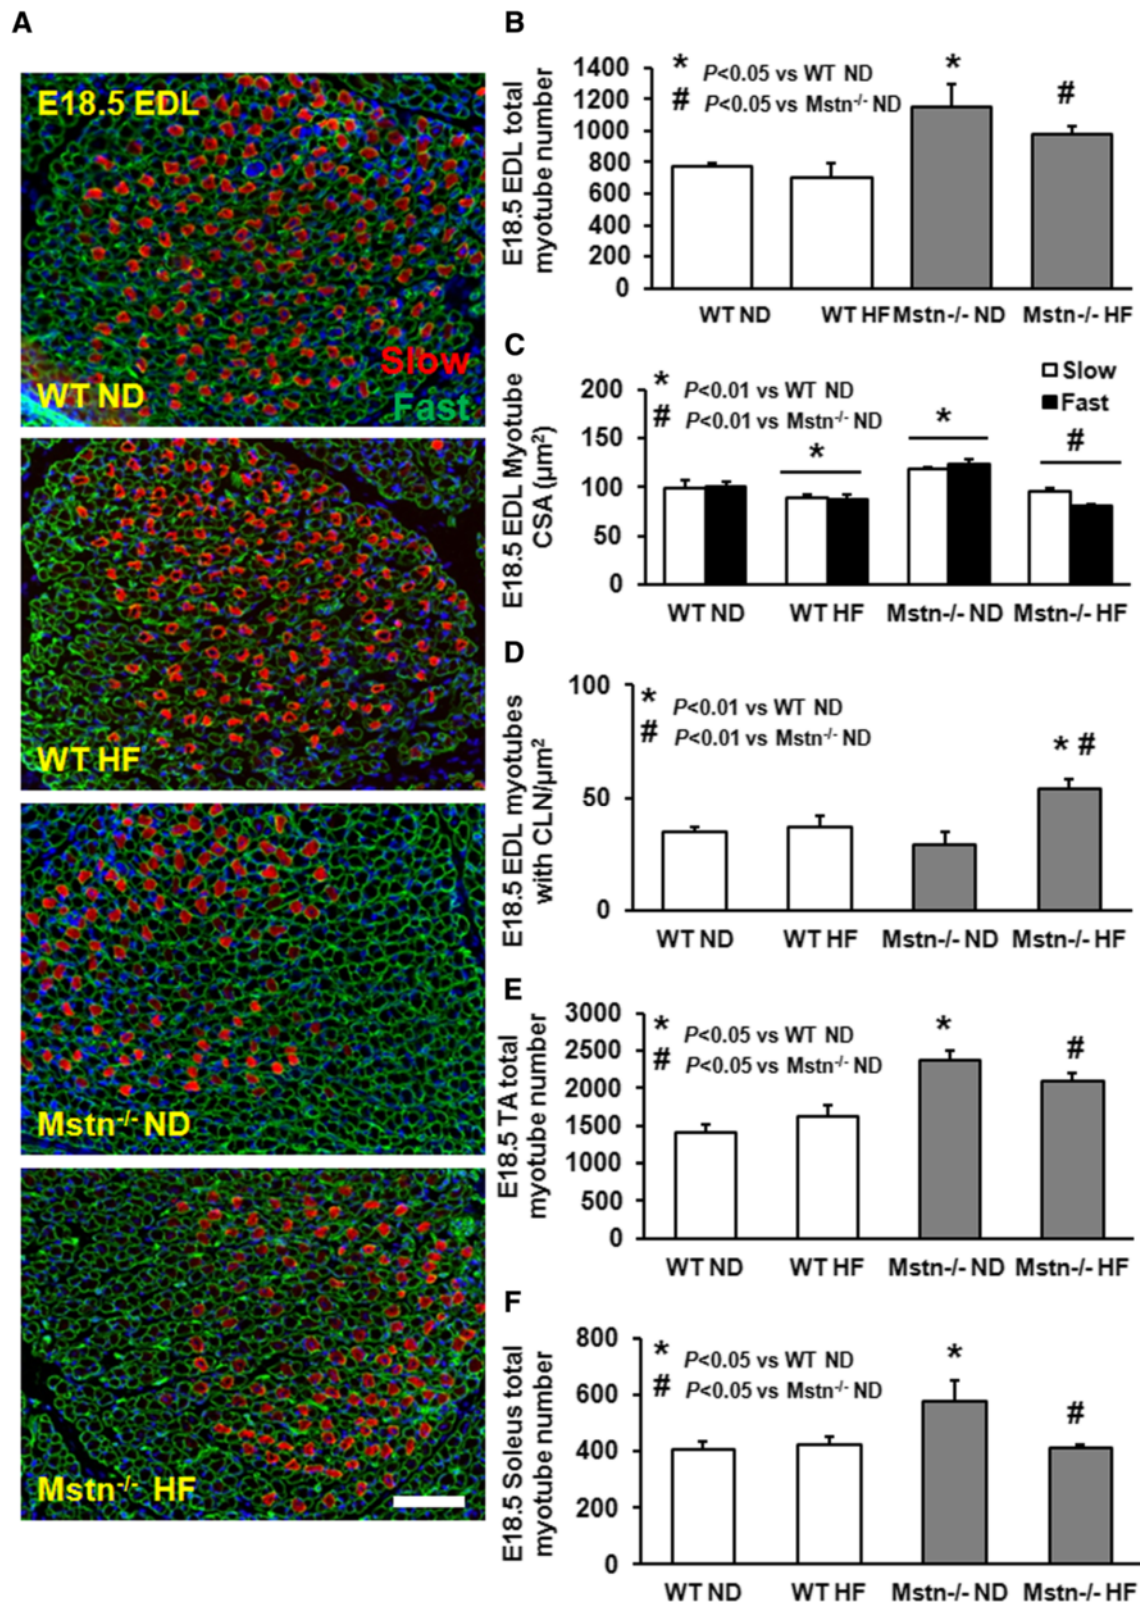 A
E18.5 EDL
Slow
Fast
WT ND
WT HF
Mstn⁻/⁻ ND
Mstn⁻/⁻ HF
B
E18.5 EDL total
myotube number
1400
1200
1000
800
600
400
200
0
* P<0.05 vs WT ND
# P<0.05 vs Mstn⁻/⁻ ND
*
#
WT ND WT HF Mstn-/- ND Mstn-/- HF
C
E18.5 EDL Myotube
CSA (μm²)
200
150
100
50
0
* P<0.01 vs WT ND
# P<0.01 vs Mstn⁻/⁻ ND
Slow
Fast
*
*
#
WT ND WT HF Mstn-/- ND Mstn-/- HF
D
E18.5 EDL myotubes
with CLN/μm²
100
50
0
* P<0.01 vs WT ND
# P<0.01 vs Mstn⁻/⁻ ND
* #
WT ND WT HF Mstn-/- ND Mstn-/- HF
E
E18.5 TA total
myotube number
3000
2500
2000
1500
1000
500
0
* P<0.05 vs WT ND
# P<0.05 vs Mstn⁻/⁻ ND
*
#
WT ND WT HF Mstn-/- ND Mstn-/- HF
F
E18.5 Soleus total
myotube number
800
600
400
200
0
* P<0.05 vs WT ND
# P<0.05 vs Mstn⁻/⁻ ND
*
#
WT ND WT HF Mstn-/- ND Mstn-/- HF